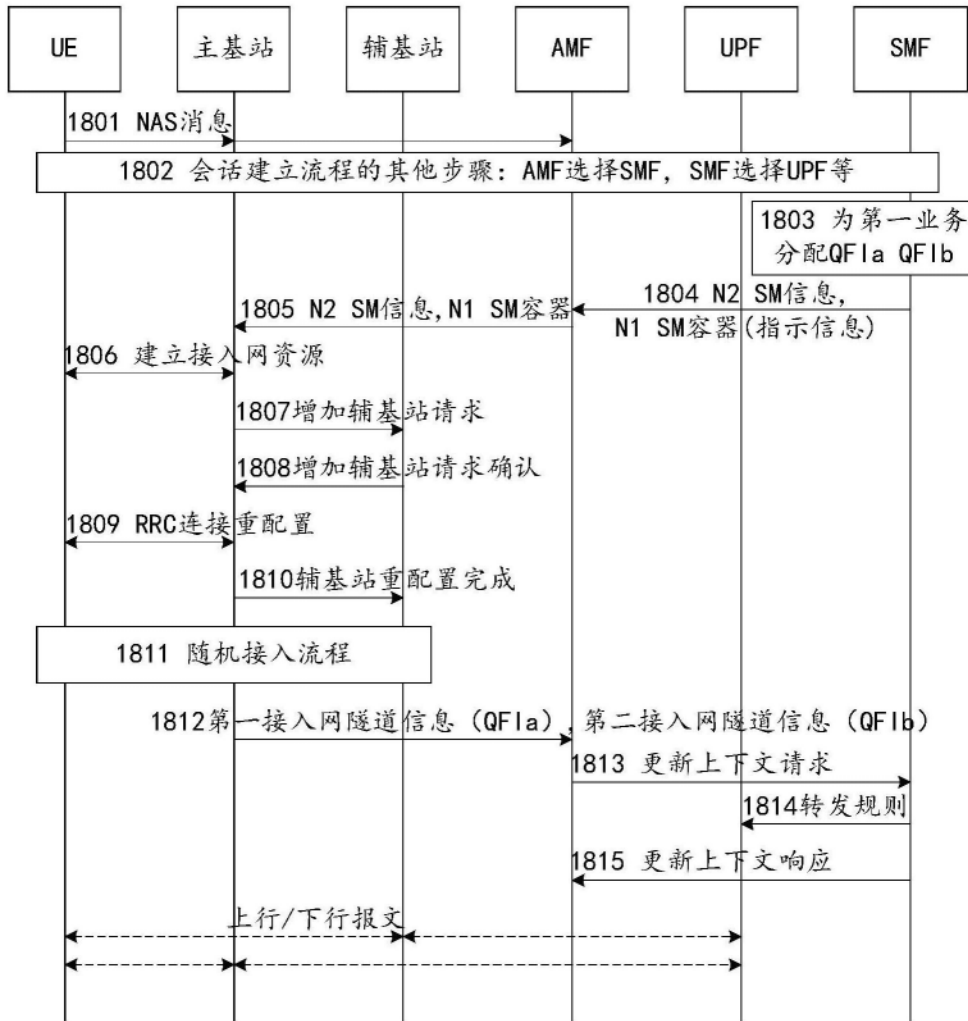 UE 主基站 辅基站 AMF UPF SMF
1801 NAS消息
1802 会话建立流程的其他步骤：AMF选择SMF，SMF选择UPF等
1803 为第一业务
分配QFIa QFIb
1804 N2 SM信息，
N1 SM容器(指示信息)
1805 N2 SM信息,N1 SM容器
1806 建立接入网资源
1807增加辅基站请求
1808增加辅基站请求确认
1809 RRC连接重配置
1810辅基站重配置完成
1811 随机接入流程
1812第一接入网隧道信息（QFIa）,第二接入网隧道信息（QFIb）
1813 更新上下文请求
1814转发规则
1815 更新上下文响应
上行/下行报文